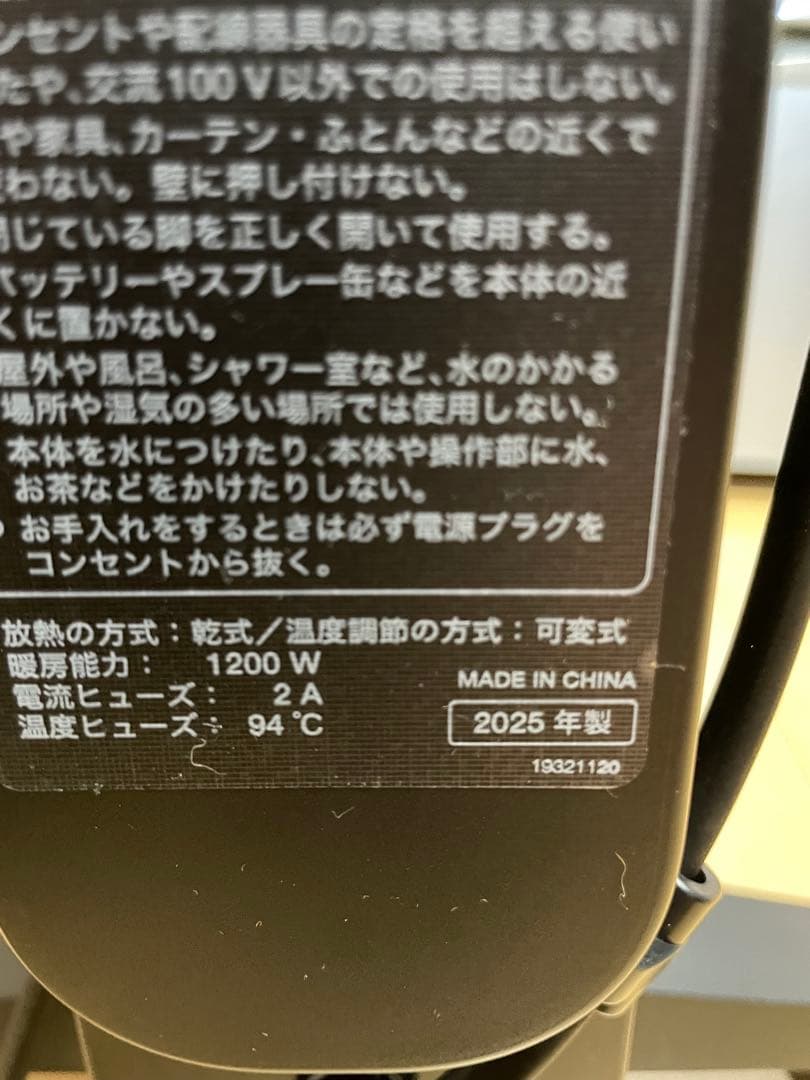 ンセントや配線器具の定格を超える使い
たや、交流100V以外での使用はしない。
や家具、カーテン・ふとんなどの近くで
わない。壁に押し付けない。
閉じている脚を正しく開いて使用する。
バッテリーやスプレー缶などを本体の近
くに置かない。
屋外や風呂、シャワー室など、水のかかる
場所や湿気の多い場所では使用しない。
本体を水につけたり、本体や操作部に水、
お茶などをかけたりしない。
お手入れをするときは必ず電源プラグを
コンセントから抜く。
放熱の方式：乾式／温度調節の方式：可変式
暖房能力： 1200 W
電流ヒューズ： 2 A
温度ヒューズ： 94 ℃
MADE IN CHINA
2025 年製
19321120